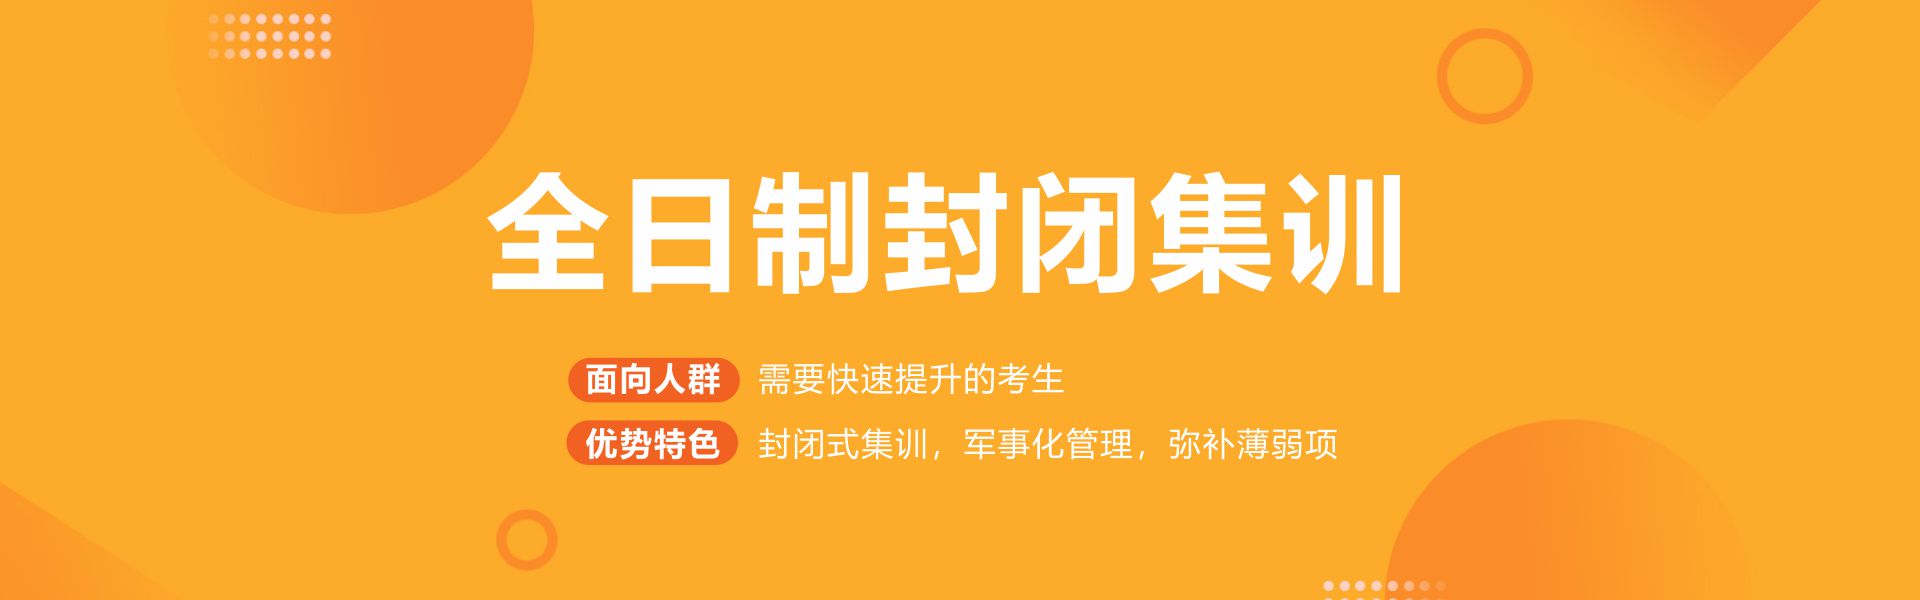 全日制封闭集训
面向人群 需要快速提升的考生
优势特色 封闭式集训，军事化管理，弥补薄弱项